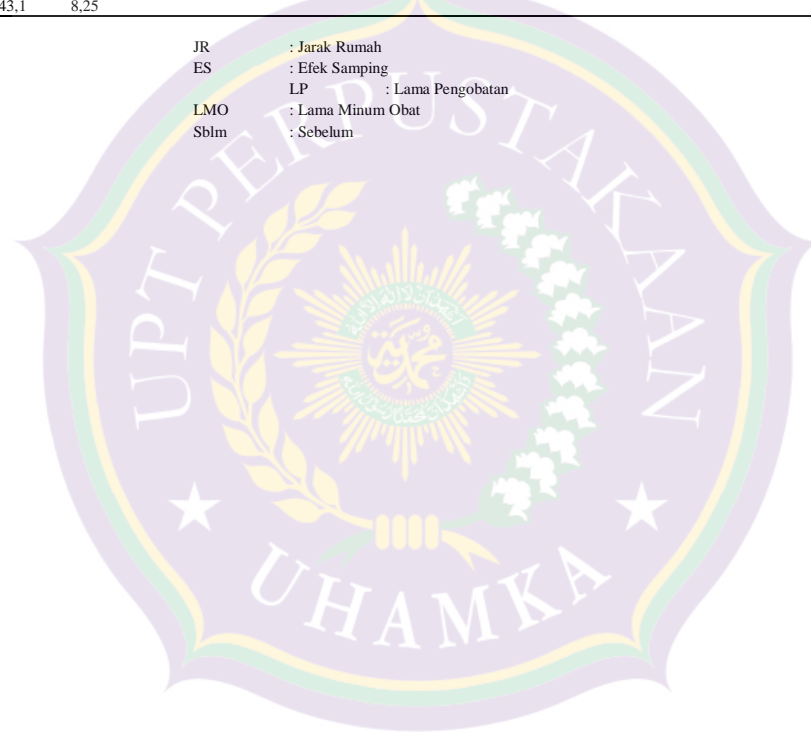 43,1 8,25
JR : Jarak Rumah
ES : Efek Samping
LP : Lama Pengobatan
LMO : Lama Minum Obat
Sblm : Sebelum
UPT PERPUSTAKAAN
UHAMKA